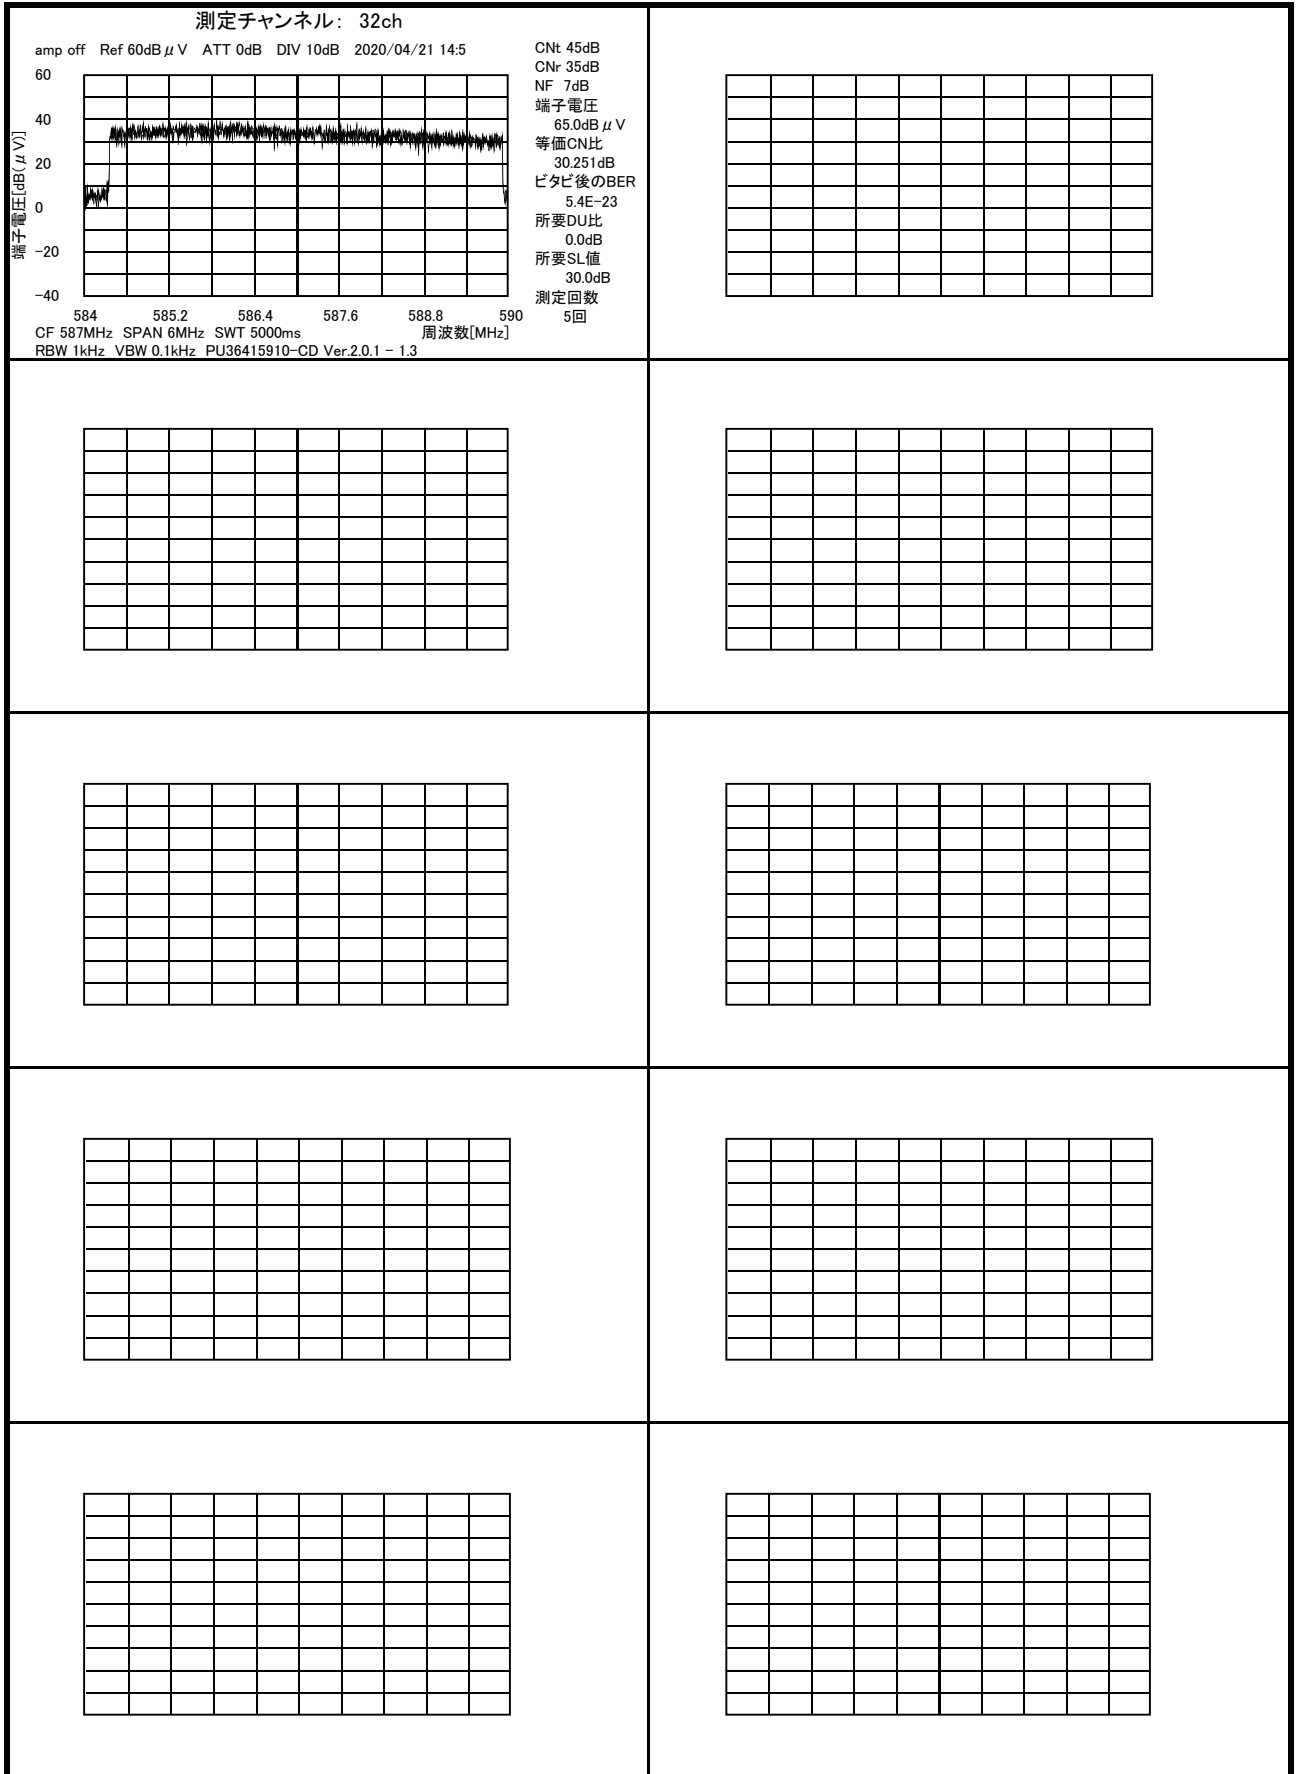 測定チャンネル： 32ch
amp off Ref 60dBμV ATT 0dB DIV 10dB 2020/04/21 14:5
CNt 45dB
CNr 35dB
NF 7dB
端子電圧
65.0dBμV
等価CN比
30.251dB
ビタビ後のBER
5.4E-23
所要DU比
0.0dB
所要SL値
30.0dB
測定回数
5回
端子電圧[dB(μV)]
60
40
20
0
-20
-40
584 585.2 586.4 587.6 588.8 590
CF 587MHz SPAN 6MHz SWT 5000ms 周波数[MHz]
RBW 1kHz VBW 0.1kHz PU36415910-CD Ver.2.0.1 - 1.3